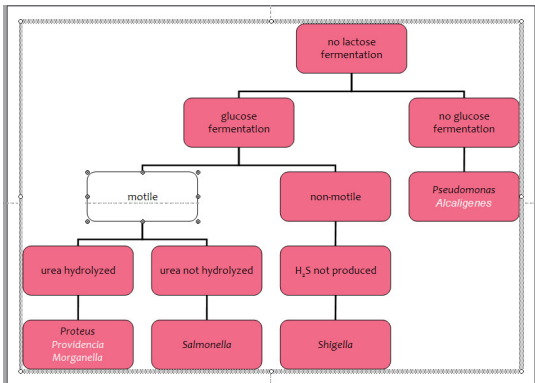 no lactose
fermentation
glucose
fermentation
no glucose
fermentation
motile
non-motile
Pseudomonas
Alcaligenes
urea hydrolyzed
urea not hydrolyzed
H₂S not produced
Proteus
Providencia
Morganella
Salmonella
Shigella